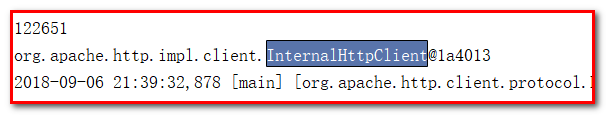 122651
org.apache.http.impl.client.InternalHttpClient@1a4013
2018-09-06 21:39:32,878 [main] [org.apache.http.client.protocol.